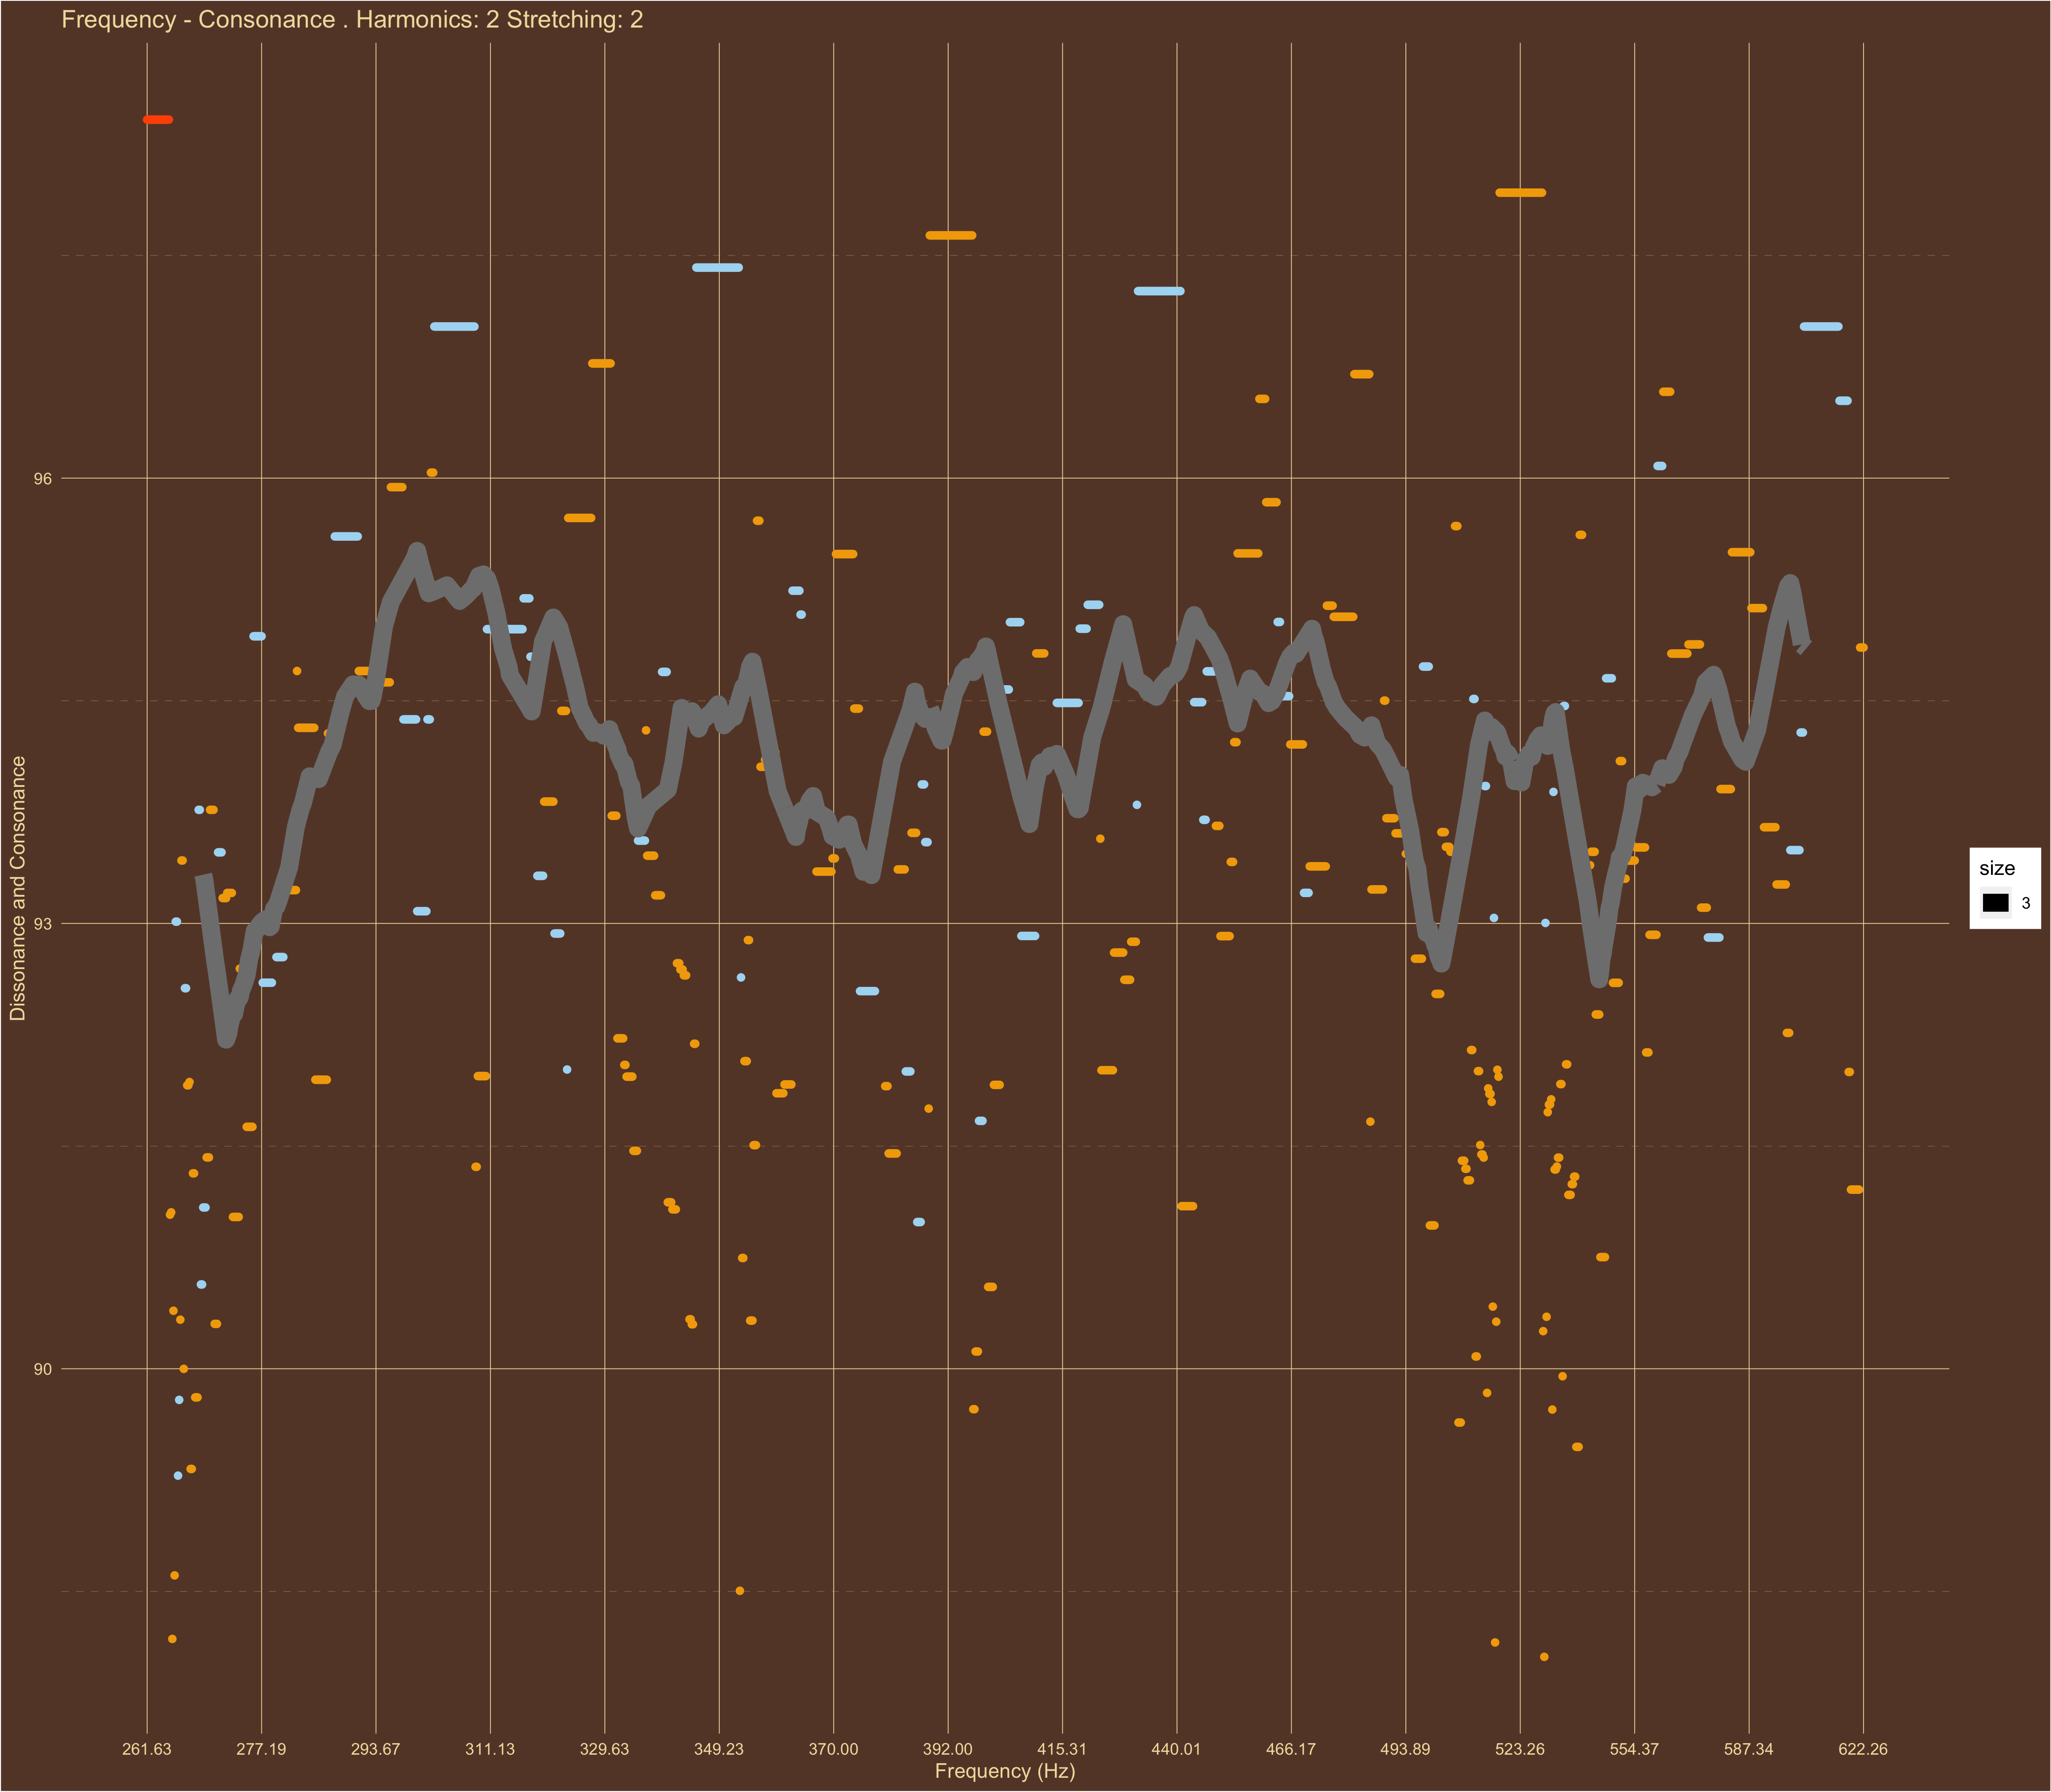 Frequency - Consonance . Harmonics: 2 Stretching: 2
Dissonance and Consonance
96
93
90
261.63 277.19 293.67 311.13 329.63 349.23 370.00 392.00 415.31 440.01 466.17 493.89 523.26 554.37 587.34 622.26
Frequency (Hz)
size
3